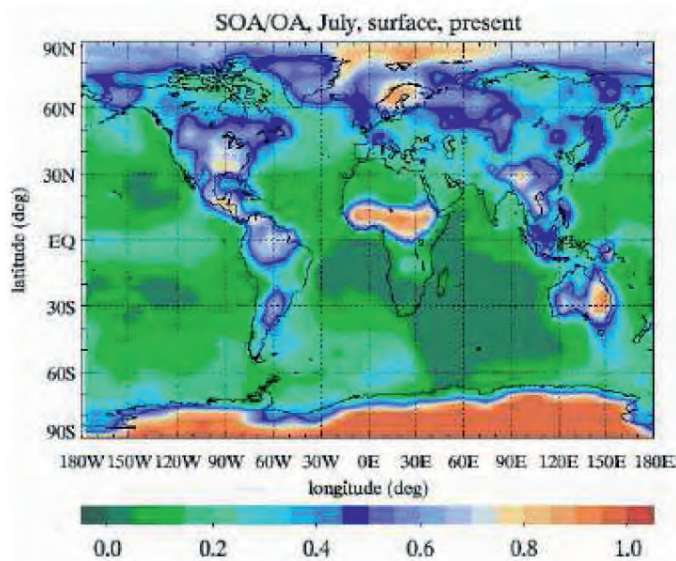 SOA/OA, July, surface, present
90N
60N
30N
EQ
30S
60S
90S
latitude (deg)
180W 150W 120W 90W 60W 30W 0E 30E 60E 90E 120E 150E 180E
longitude (deg)
0.0 0.2 0.4 0.6 0.8 1.0